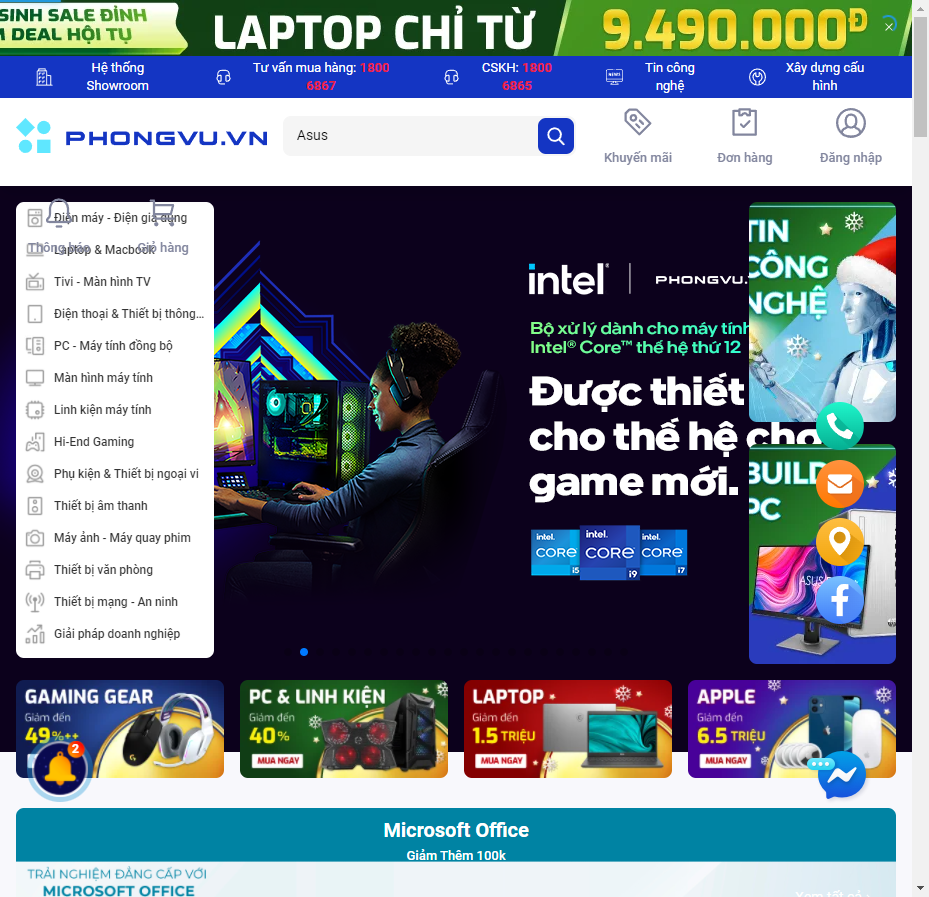 SINH SALE ĐỈNH
M DEAL HỘI TỤ
LAPTOP CHỈ TỪ
9.490.000Đ
Hệ thống
Showroom
Tư vấn mua hàng: 1800
6867
CSKH: 1800
6865
NEWS
Tin công
nghệ
Xây dựng cấu
hình
PHONGVU.VN
Asus
Khuyến mãi
Đơn hàng
Đăng nhập
Thông báo
Giỏ hàng
Điện máy - Điện gia dụng
Laptop & Macbook
Tivi - Màn hình TV
Điện thoại & Thiết bị thông...
PC - Máy tính đồng bộ
Màn hình máy tính
Linh kiện máy tính
Hi-End Gaming
Phụ kiện & Thiết bị ngoại vi
Thiết bị âm thanh
Máy ảnh - Máy quay phim
Thiết bị văn phòng
Thiết bị mạng - An ninh
Giải pháp doanh nghiệp
intel
PHONGVU.
Bộ xử lý dành cho máy tính
Intel® Core™ thế hệ thứ 12
Được thiết
cho thế hệ cho
game mới.
intel.
CORE
i5
intel.
CORE
i9
intel.
CORE
i7
TIN
CÔNG
NGHỆ
BUILD
PC
GAMING GEAR
Giảm đến
49%++
2
PC & LINH KIỆN
Giảm đến
40%
MUA NGAY
LAPTOP
Giảm đến
1.5 TRIỆU
MUA NGAY
APPLE
Giảm đến
6.5 TRIỆU
MUA NGAY
Microsoft Office
Giảm Thêm 100k
TRẢI NGHIỆM ĐẲNG CẤP VỚI
MICROSOFT OFFICE
Xem tất cả